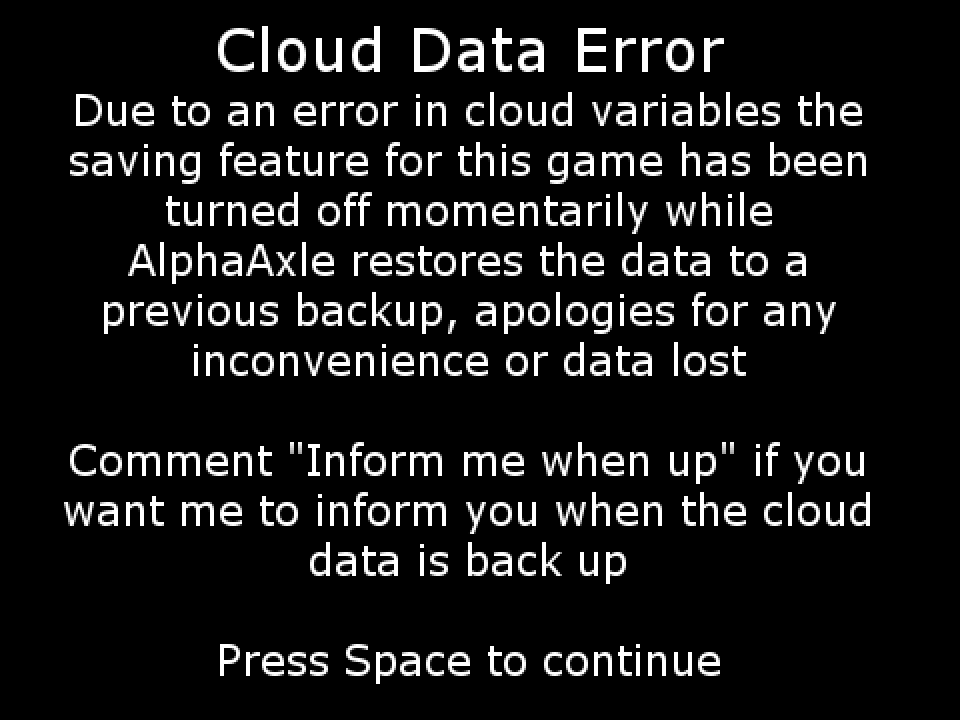 Cloud Data Error
Due to an error in cloud variables the
saving feature for this game has been
turned off momentarily while
AlphaAxle restores the data to a
previous backup, apologies for any
inconvenience or data lost
Comment "Inform me when up" if you
want me to inform you when the cloud
data is back up
Press Space to continue